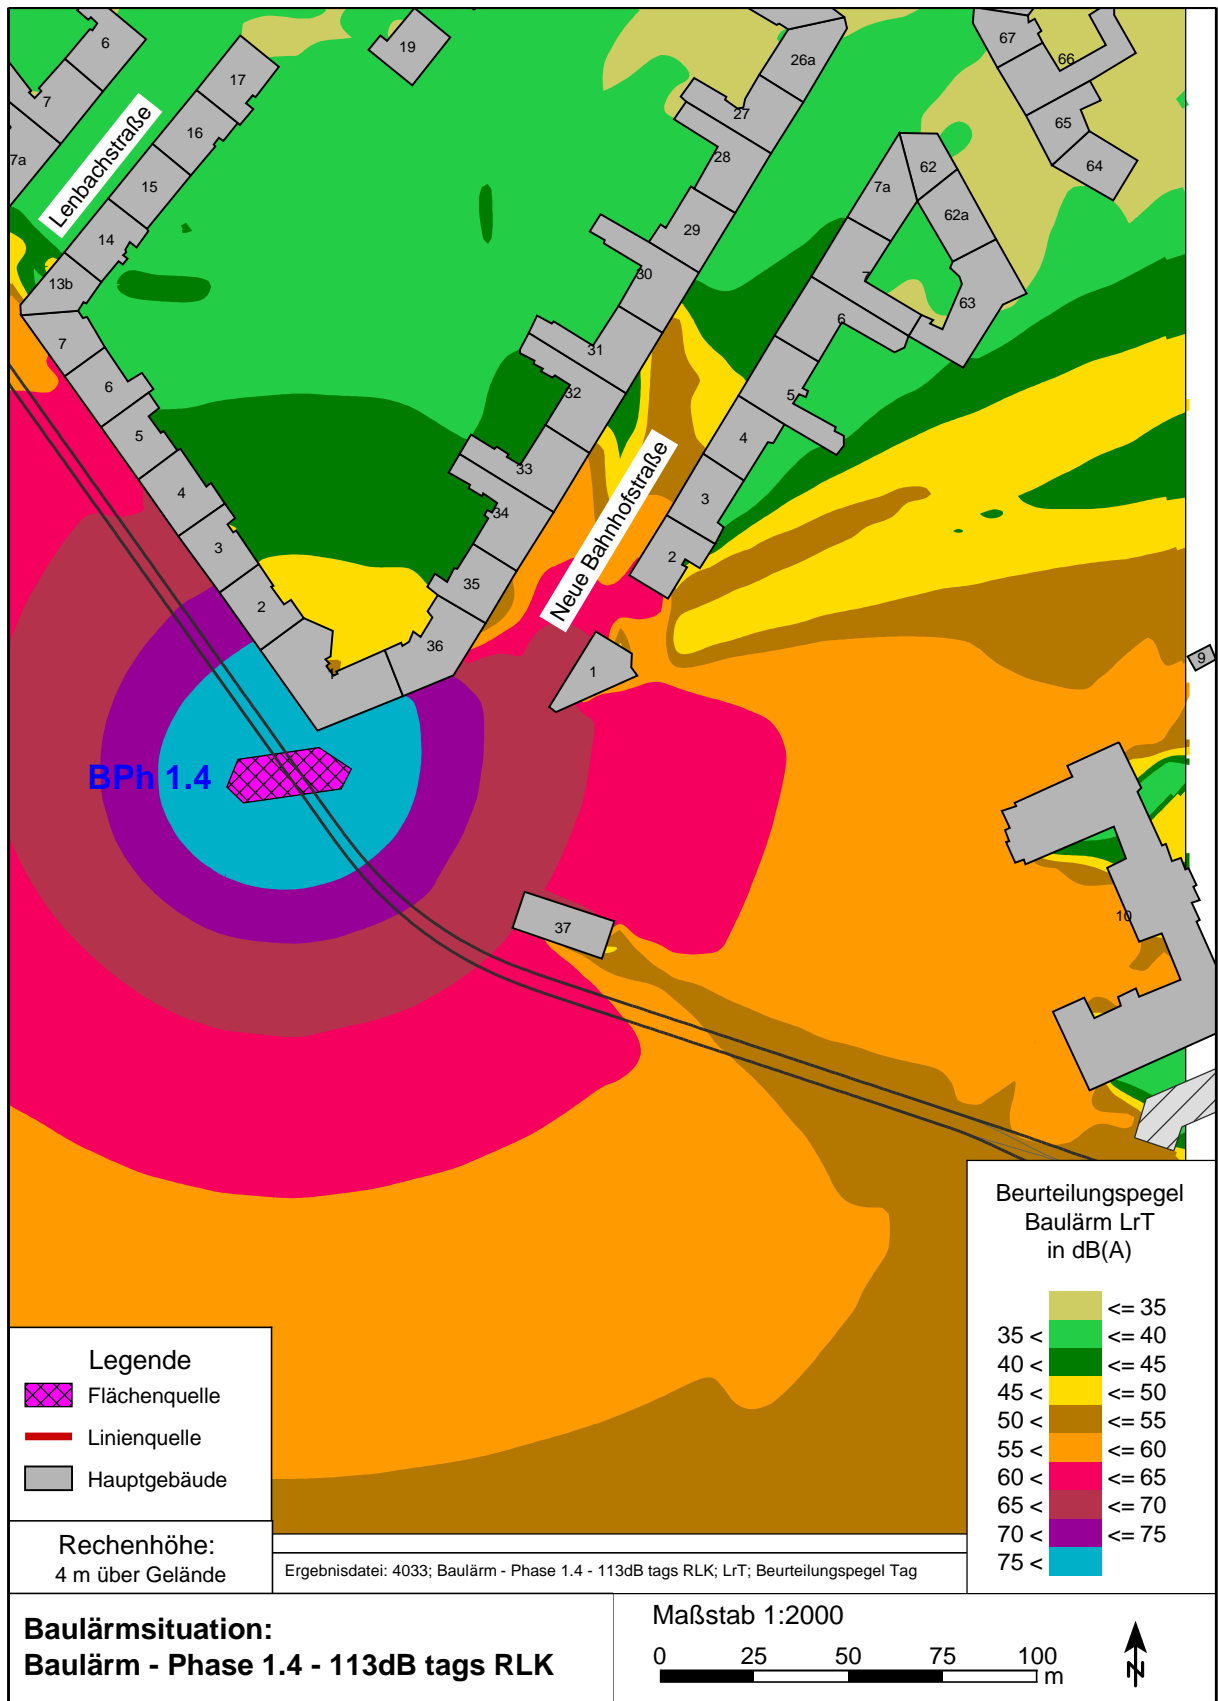 6
17
19
26a
67
66
7
16
27
65
7a
15
28
62
64
Lenbachstraße
7a
14
29
62a
13b
30
7
63
7
31
6
6
32
5
5
33
4
4
34
Neue Bahnhofstraße
3
3
35
2
2
36
1
1
9
BPh 1.4
37
10
Beurteilungspegel
Baulärm LrT
in dB(A)
<= 35
35 < <= 40
40 < <= 45
45 < <= 50
50 < <= 55
55 < <= 60
60 < <= 65
65 < <= 70
70 < <= 75
75 <
Legende
Flächenquelle
Linienquelle
Hauptgebäude
Rechenhöhe:
4 m über Gelände
Ergebnisdatei: 4033; Baulärm - Phase 1.4 - 113dB tags RLK; LrT; Beurteilungspegel Tag
Baulärmsituation:
Baulärm - Phase 1.4 - 113dB tags RLK
Maßstab 1:2000
0 25 50 75 100
m
N